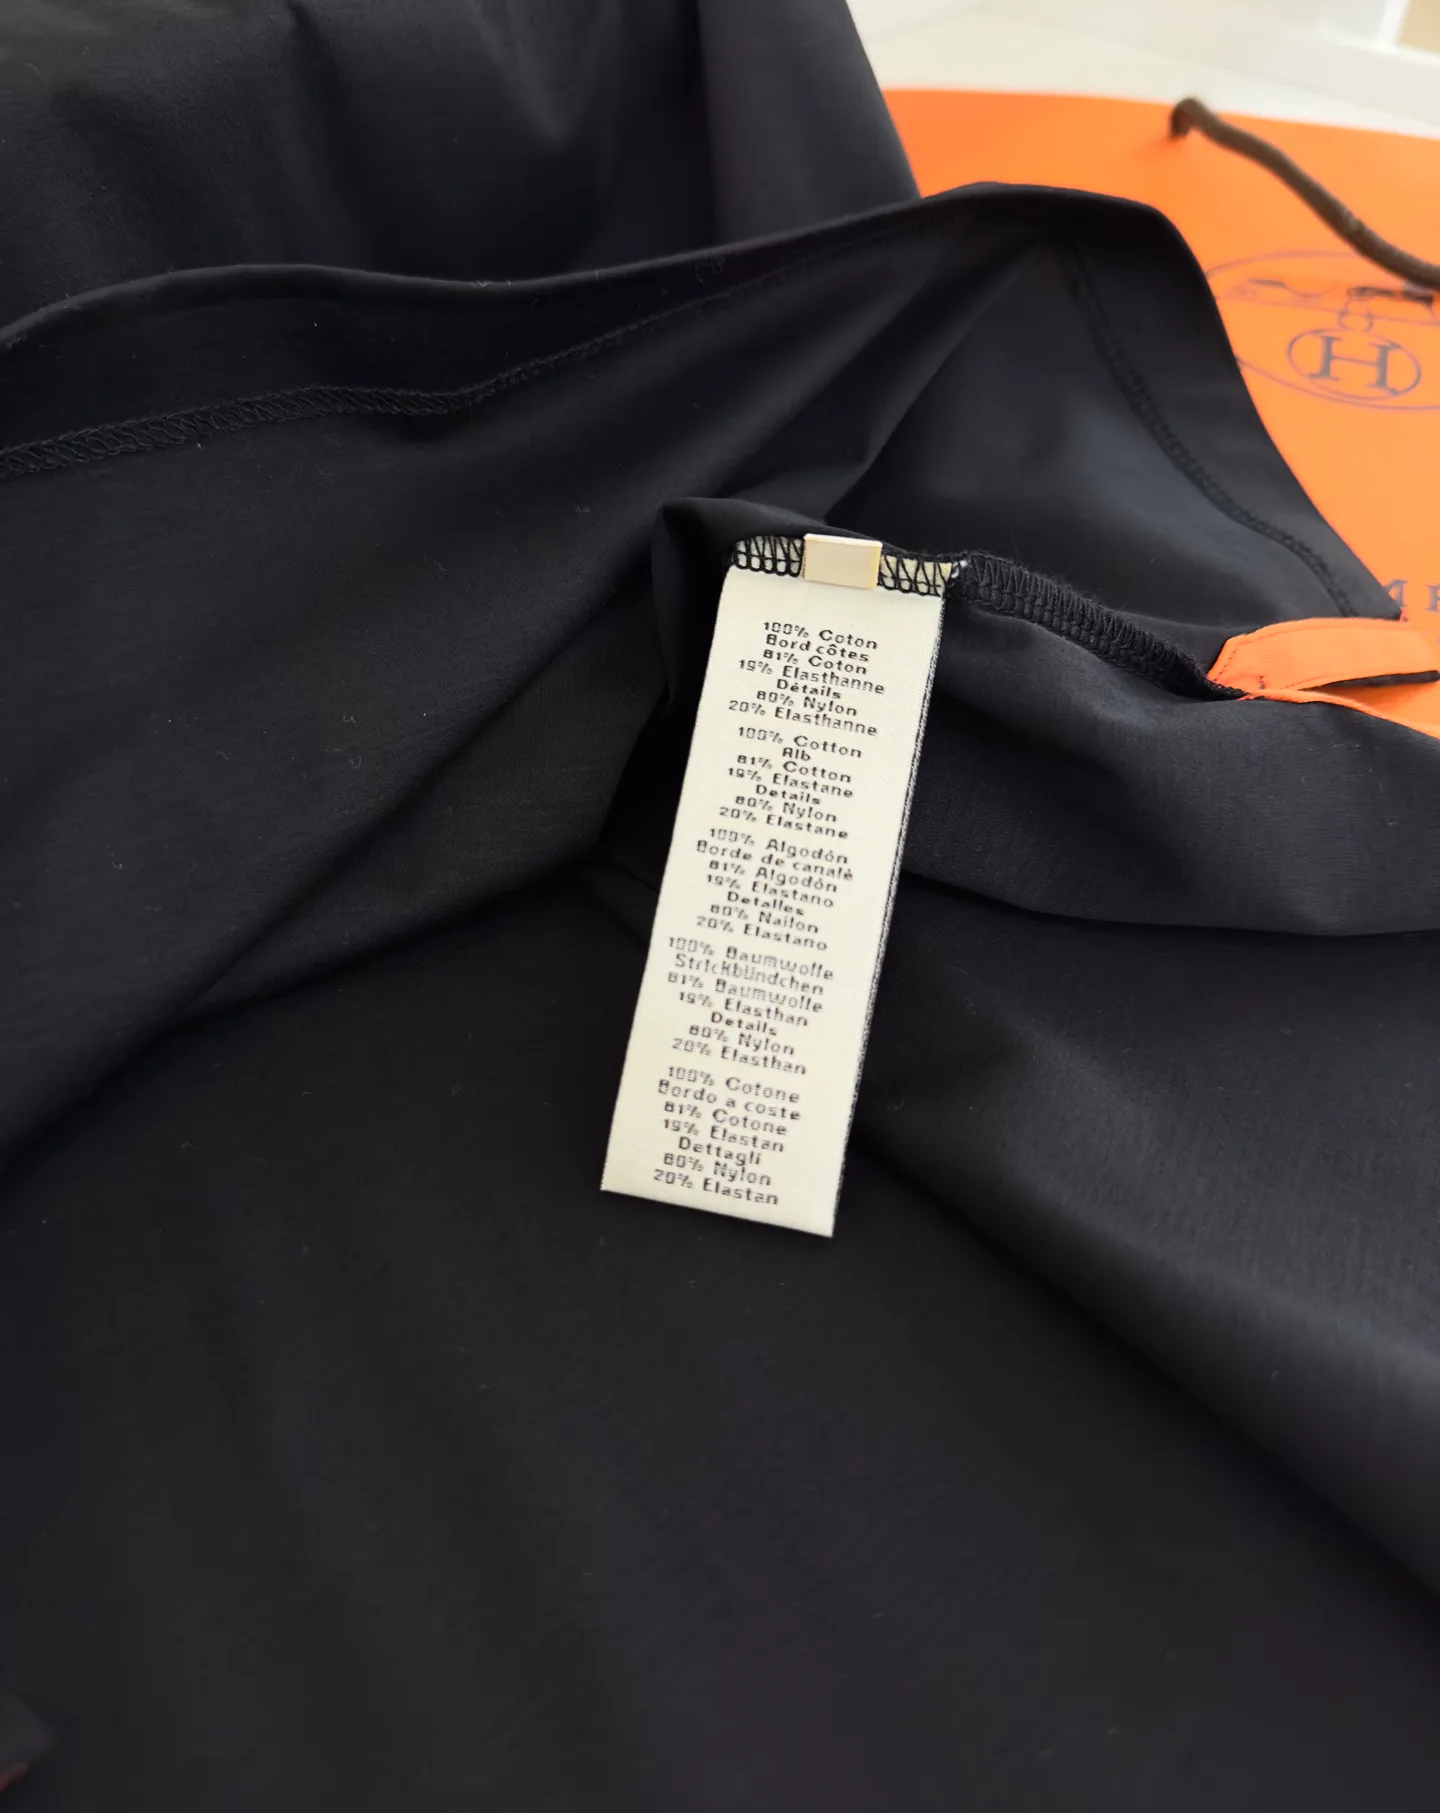 H
100% Coton
Bord côtes
81% Coton
19% Elasthanne
Détails
80% Nylon
20% Elasthanne
100% Cotton
Rib
81% Cotton
19% Elastane
Details
80% Nylon
20% Elastane
100% Algodón
Borde de canalé
81% Algodón
19% Elastano
Detalles
80% Nailon
20% Elastano
100% Baumwolle
Strickbündchen
81% Baumwolle
19% Elasthan
Details
80% Nylon
20% Elasthan
100% Cotone
Bordo a coste
81% Cotone
19% Elastan
Dettagli
80% Nylon
20% Elastan